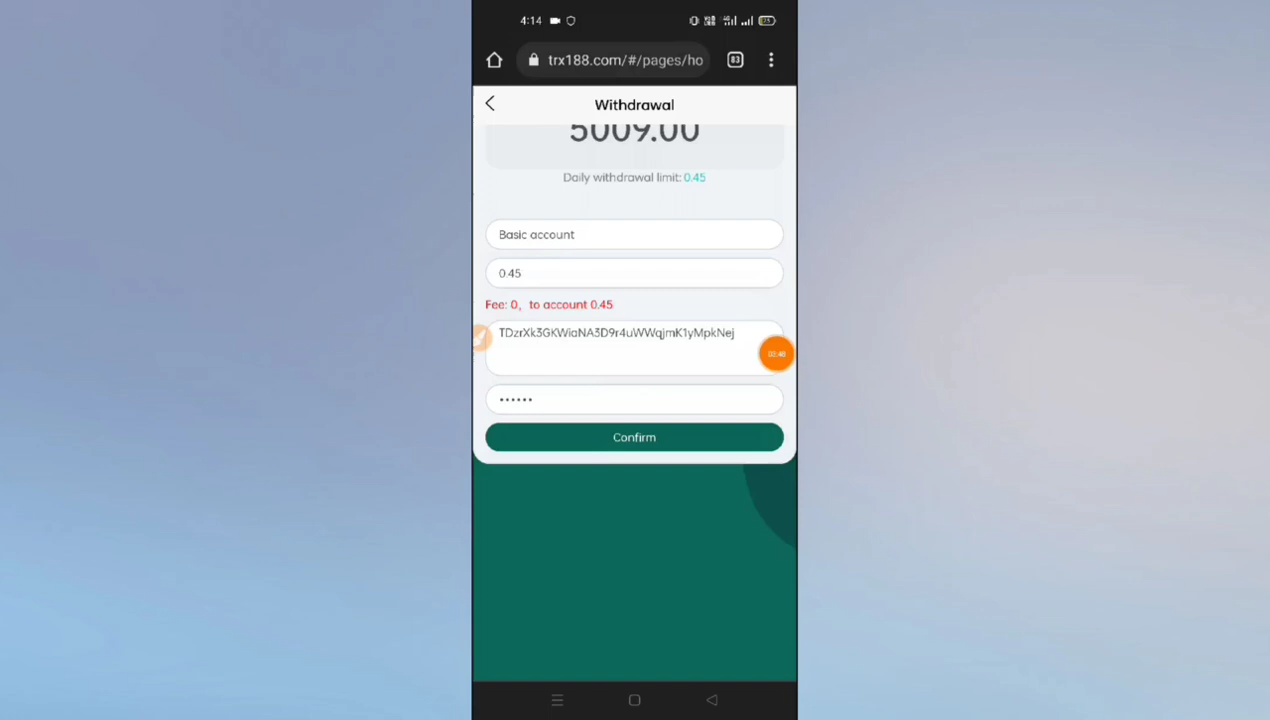 4:14
83
trx188.com/#/pages/ho
Withdrawal
5009.00
Daily withdrawal limit: 0.45
Basic account
0.45
Fee: 0, to account 0.45
TDzrXk3GKWiaNA3D9r4uWWqjmK1yMpkNej
••••••
Confirm